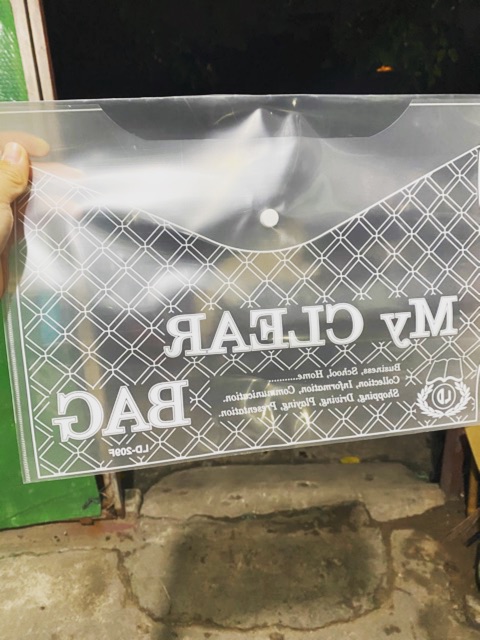 My CLEAR
BAG
Business, School, Home............
Collection, Information, Communication.
Shopping, Driving, Playing, Presentation.
LD-209F